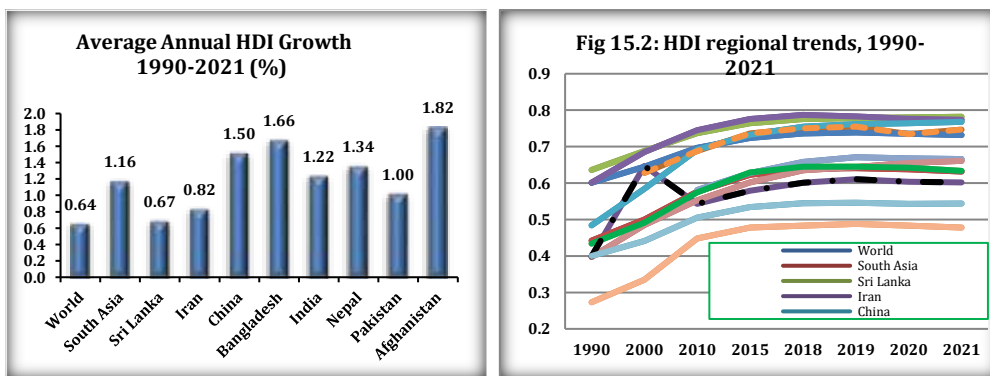 Average Annual HDI Growth
1990-2021 (%)
2.0
1.8
1.6
1.4
1.2
1.0
0.8
0.6
0.4
0.2
0.0
0.64
1.16
0.67
0.82
1.50
1.66
1.22
1.34
1.00
1.82
World
South Asia
Sri Lanka
Iran
China
Bangladesh
India
Nepal
Pakistan
Afghanistan
Fig 15.2: HDI regional trends, 1990-
2021
0.9
0.8
0.7
0.6
0.5
0.4
0.3
0.2
World
South Asia
Sri Lanka
Iran
China
1990 2000 2010 2015 2018 2019 2020 2021